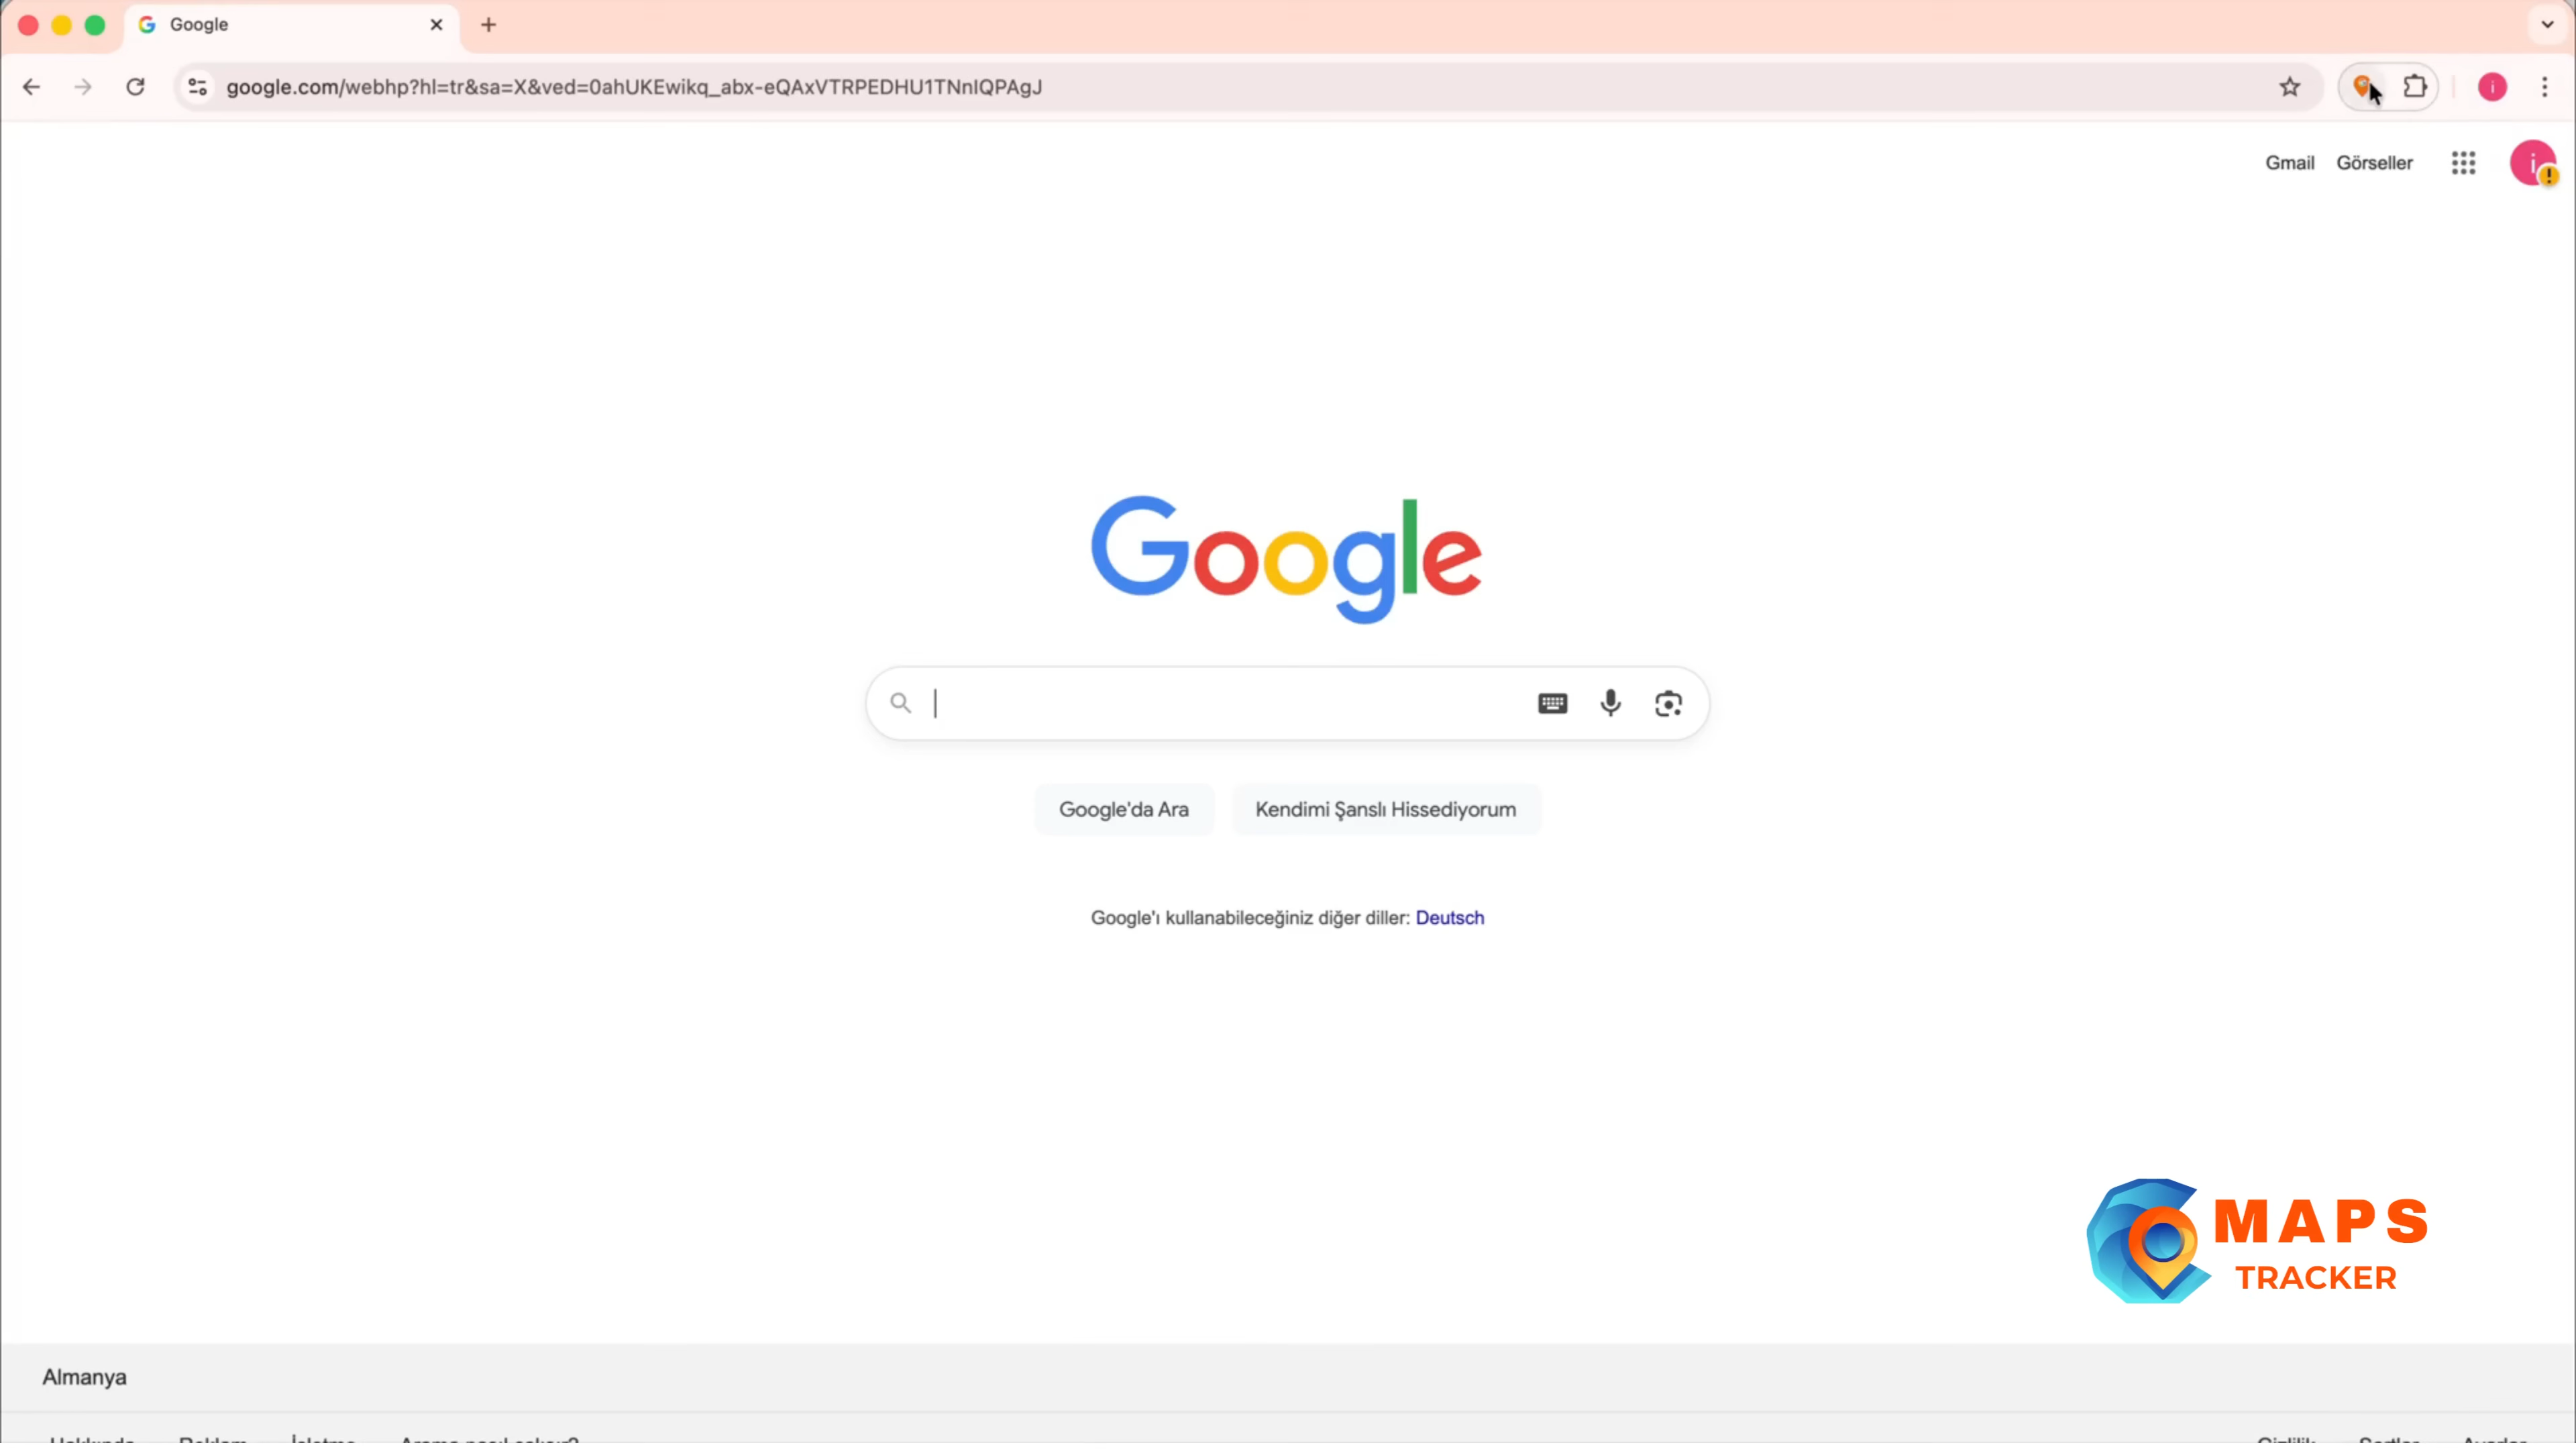 Google
google.com/webhp?hl=tr&sa=X&ved=0ahUKEwikq_abx-eQAxVTRPEDHU1TNnIQPAgJ
Gmail Görseller
Google
Google'da Ara Kendimi Şanslı Hissediyorum
Google'ı kullanabileceğiniz diğer diller: Deutsch
MAPS
TRACKER
Almanya